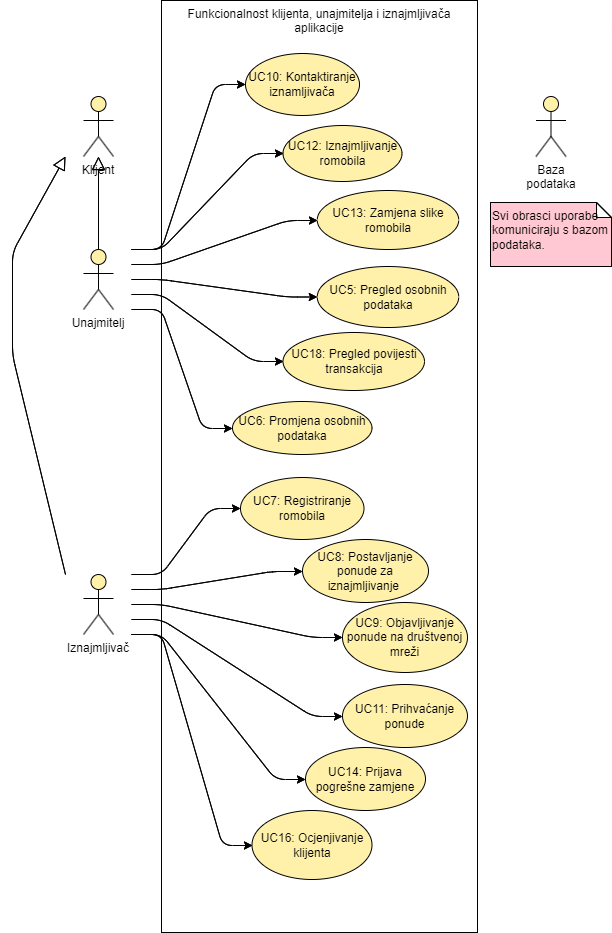 Funkcionalnost klijenta, unajmitelja i iznajmljivača
aplikacije
UC10: Kontaktiranje
iznamljivača
Klijent
UC12: Iznajmljivanje
romobila
Baza
podataka
UC13: Zamjena slike
romobila
Svi obrasci uporabe
komuniciraju s bazom
podataka.
UC5: Pregled osobnih
podataka
Unajmitelj
UC18: Pregled povijesti
transakcija
UC6: Promjena osobnih
podataka
UC7: Registriranje
romobila
UC8: Postavljanje
ponude za
iznajmljivanje
UC9: Objavljivanje
ponude na društvenoj
mreži
Iznajmljivač
UC11: Prihvaćanje
ponude
UC14: Prijava
pogrešne zamjene
UC16: Ocjenjivanje
klijenta